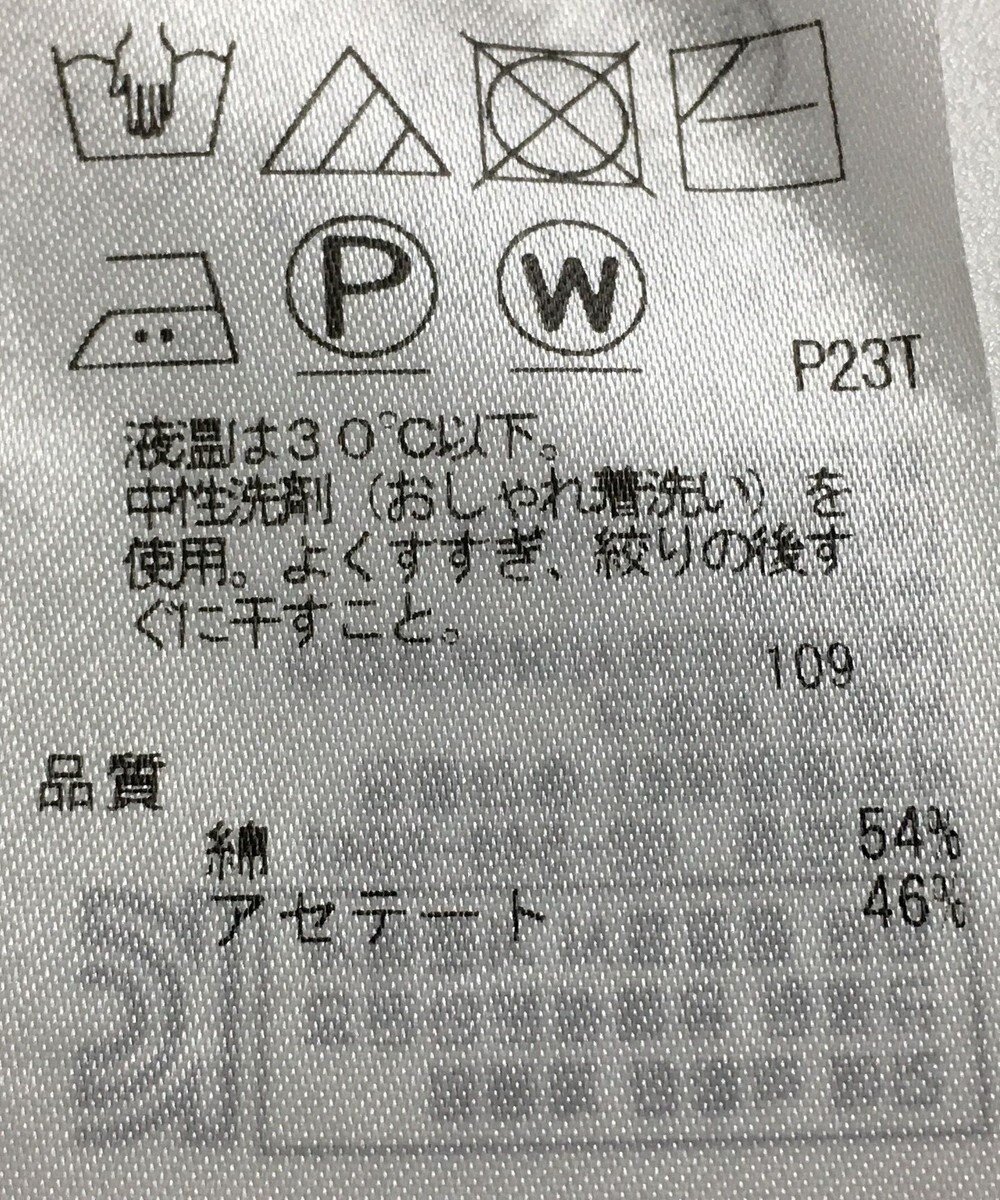 P W
P23T
液温は30℃以下。
中性洗剤（おしゃれ着洗い）を
使用。よくすすぎ、絞りの後す
ぐに干すこと。
109
品質
綿 54%
アセテート 46%